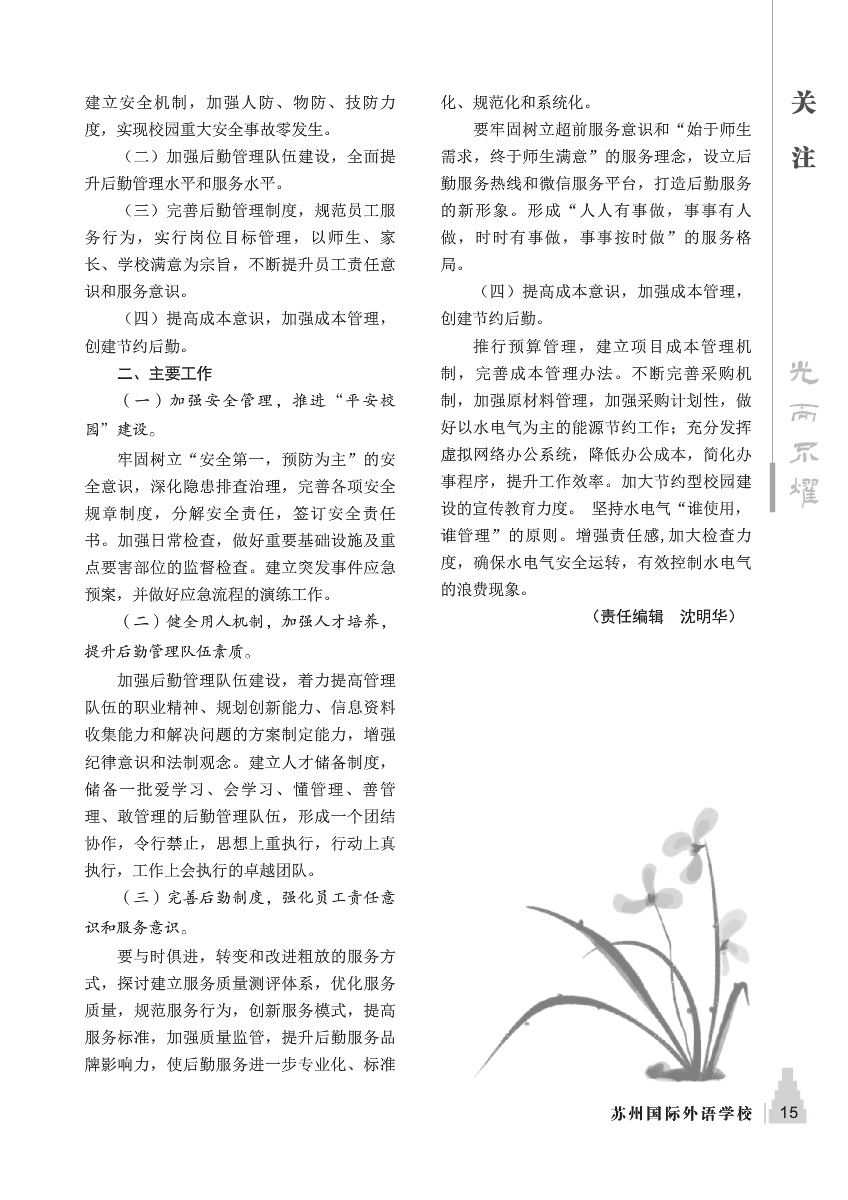 建立安全机制，加强人防、物防、技防力
度，实现校园重大安全事故零发生。
（二）加强后勤管理队伍建设，全面提
升后勤管理水平和服务水平。
（三）完善后勤管理制度，规范员工服
务行为，实行岗位目标管理，以师生、家
长、学校满意为宗旨，不断提升员工责任意
识和服务意识。
（四）提高成本意识，加强成本管理，
创建节约后勤。
二、主要工作
（一）加强安全管理，推进“平安校
园”建设。
牢固树立“安全第一，预防为主”的安
全意识，深化隐患排查治理，完善各项安全
规章制度，分解安全责任，签订安全责任
书。加强日常检查，做好重要基础设施及重
点要害部位的监督检查。建立突发事件应急
预案，并做好应急流程的演练工作。
（二）健全用人机制，加强人才培养，
提升后勤管理队伍素质。
加强后勤管理队伍建设，着力提高管理
队伍的职业精神、规划创新能力、信息资料
收集能力和解决问题的方案制定能力，增强
纪律意识和法制观念。建立人才储备制度，
储备一批爱学习、会学习、懂管理、善管
理、敢管理的后勤管理队伍，形成一个团结
协作，令行禁止，思想上重执行，行动上真
执行，工作上会执行的卓越团队。
（三）完善后勤制度，强化员工责任意
识和服务意识。
要与时俱进，转变和改进粗放的服务方
式，探讨建立服务质量测评体系，优化服务
质量，规范服务行为，创新服务模式，提高
服务标准，加强质量监管，提升后勤服务品
牌影响力，使后勤服务进一步专业化、标准
化、规范化和系统化。
要牢固树立超前服务意识和“始于师生
需求，终于师生满意”的服务理念，设立后
勤服务热线和微信服务平台，打造后勤服务
的新形象。形成“人人有事做，事事有人
做，时时有事做，事事按时做”的服务格
局。
（四）提高成本意识，加强成本管理，
创建节约后勤。
推行预算管理，建立项目成本管理机
制，完善成本管理办法。不断完善采购机
制，加强原材料管理，加强采购计划性，做
好以水电气为主的能源节约工作；充分发挥
虚拟网络办公系统，降低办公成本，简化办
事程序，提升工作效率。加大节约型校园建
设的宣传教育力度。 坚持水电气“谁使用，
谁管理”的原则。增强责任感,加大检查力
度，确保水电气安全运转，有效控制水电气
的浪费现象。
（责任编辑　沈明华）
关
注
光
而
不
耀
苏州国际外语学校
15